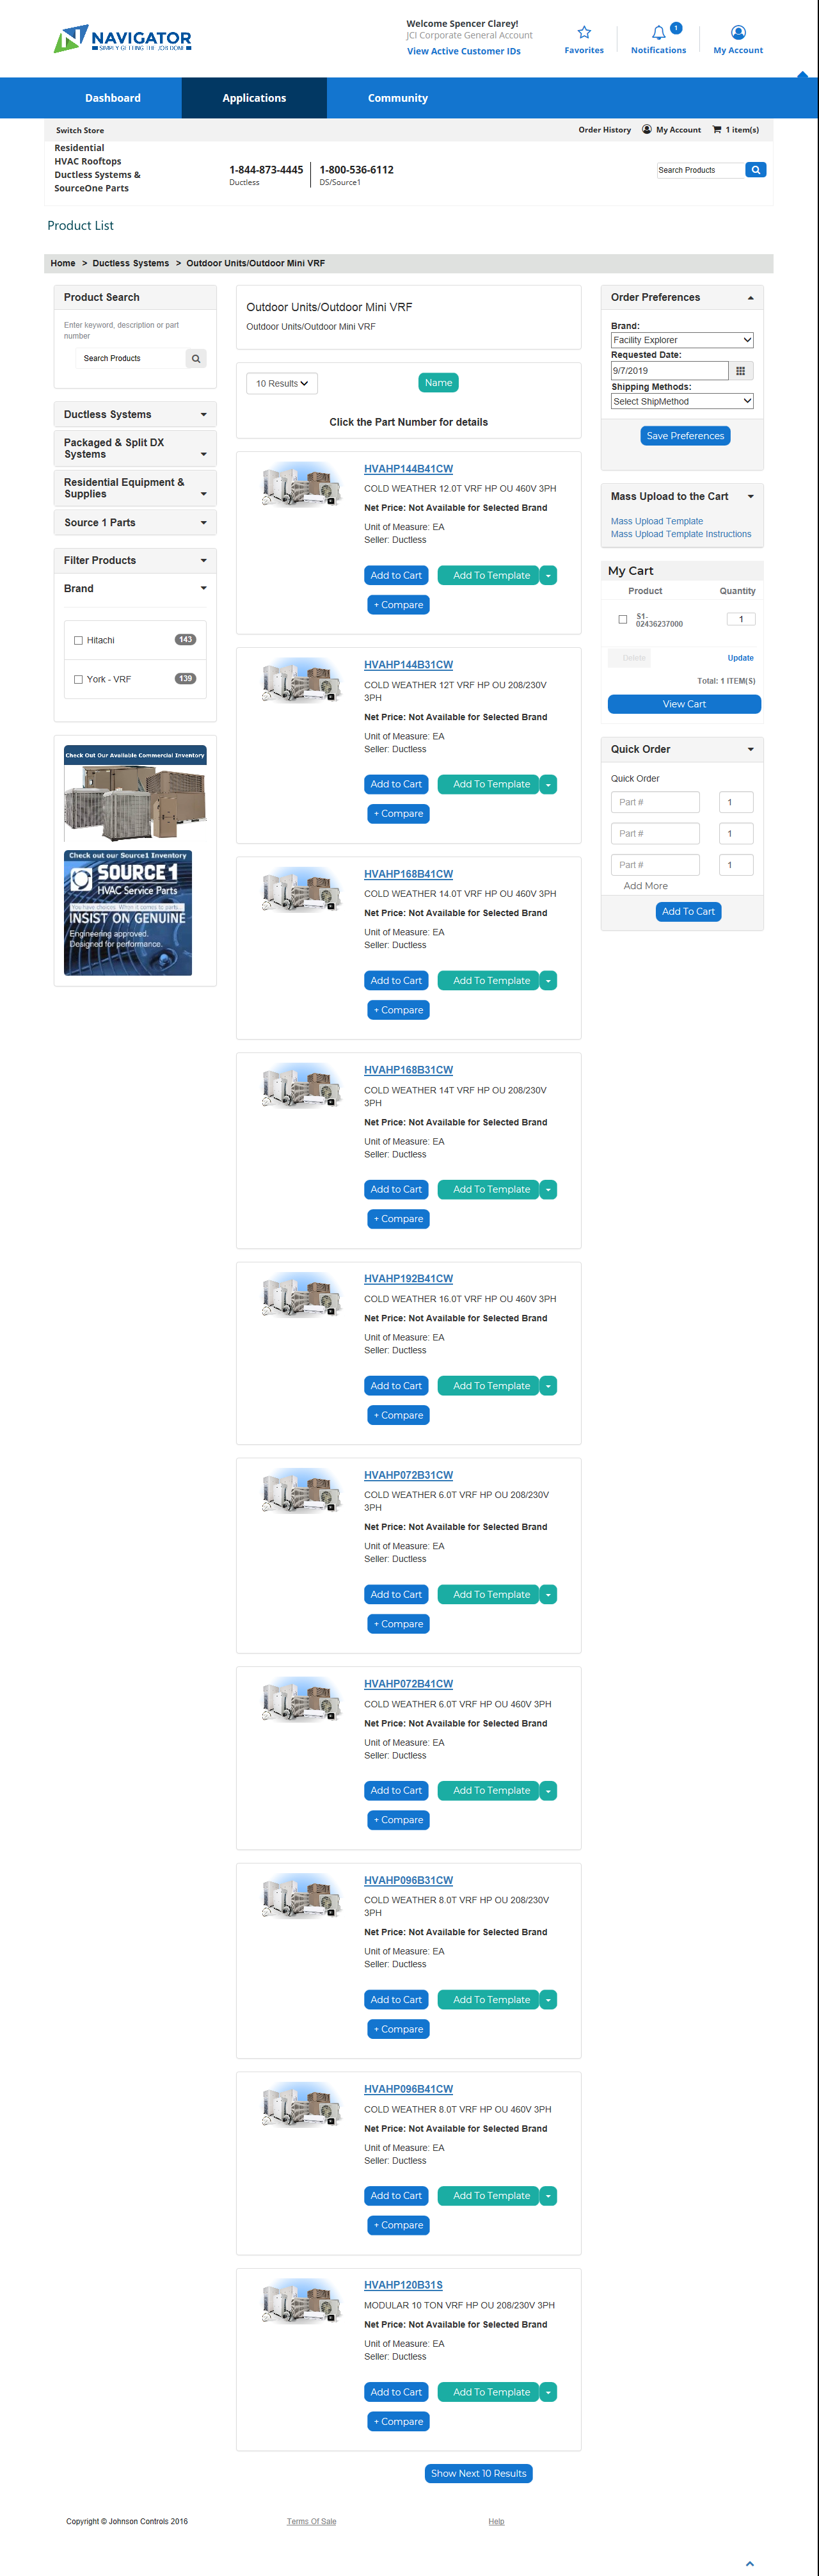 NAVIGATOR
SIMPLY GETTING THE JOB DONE
Welcome Spencer Clarey!
JCI Corporate General Account
View Active Customer IDs
Favorites
1
Notifications
My Account
Dashboard
Applications
Community
Switch Store
Order History
My Account
1 item(s)
Residential
HVAC Rooftops
Ductless Systems &
SourceOne Parts
1-844-873-4445
Ductless
1-800-536-6112
DS/Source1
Search Products
Product List
Home > Ductless Systems > Outdoor Units/Outdoor Mini VRF
Product Search
Enter keyword, description or part
number
Search Products
Ductless Systems
Packaged & Split DX
Systems
Residential Equipment &
Supplies
Source 1 Parts
Filter Products
Brand
Hitachi 143
York - VRF 139
Check Out Our Available Commercial Inventory
Check out our Source1 Inventory
SOURCE1
HVAC Service Parts
You have choices. When it comes to parts...
INSIST ON GENUINE
Engineering approved.
Designed for performance.
Outdoor Units/Outdoor Mini VRF
Outdoor Units/Outdoor Mini VRF
10 Results
Name
Click the Part Number for details
HVAHP144B41CW
COLD WEATHER 12.0T VRF HP OU 460V 3PH
Net Price: Not Available for Selected Brand
Unit of Measure: EA
Seller: Ductless
Add to Cart
Add To Template
+ Compare
HVAHP144B31CW
COLD WEATHER 12T VRF HP OU 208/230V
3PH
Net Price: Not Available for Selected Brand
Unit of Measure: EA
Seller: Ductless
Add to Cart
Add To Template
+ Compare
HVAHP168B41CW
COLD WEATHER 14.0T VRF HP OU 460V 3PH
Net Price: Not Available for Selected Brand
Unit of Measure: EA
Seller: Ductless
Add to Cart
Add To Template
+ Compare
HVAHP168B31CW
COLD WEATHER 14T VRF HP OU 208/230V
3PH
Net Price: Not Available for Selected Brand
Unit of Measure: EA
Seller: Ductless
Add to Cart
Add To Template
+ Compare
HVAHP192B41CW
COLD WEATHER 16.0T VRF HP OU 460V 3PH
Net Price: Not Available for Selected Brand
Unit of Measure: EA
Seller: Ductless
Add to Cart
Add To Template
+ Compare
HVAHP072B31CW
COLD WEATHER 6.0T VRF HP OU 208/230V
3PH
Net Price: Not Available for Selected Brand
Unit of Measure: EA
Seller: Ductless
Add to Cart
Add To Template
+ Compare
HVAHP072B41CW
COLD WEATHER 6.0T VRF HP OU 460V 3PH
Net Price: Not Available for Selected Brand
Unit of Measure: EA
Seller: Ductless
Add to Cart
Add To Template
+ Compare
HVAHP096B31CW
COLD WEATHER 8.0T VRF HP OU 208/230V
3PH
Net Price: Not Available for Selected Brand
Unit of Measure: EA
Seller: Ductless
Add to Cart
Add To Template
+ Compare
HVAHP096B41CW
COLD WEATHER 8.0T VRF HP OU 460V 3PH
Net Price: Not Available for Selected Brand
Unit of Measure: EA
Seller: Ductless
Add to Cart
Add To Template
+ Compare
HVAHP120B31S
MODULAR 10 TON VRF HP OU 208/230V 3PH
Net Price: Not Available for Selected Brand
Unit of Measure: EA
Seller: Ductless
Add to Cart
Add To Template
+ Compare
Show Next 10 Results
Order Preferences
Brand:
Facility Explorer
Requested Date:
9/7/2019
Shipping Methods:
Select ShipMethod
Save Preferences
Mass Upload to the Cart
Mass Upload Template
Mass Upload Template Instructions
My Cart
Product Quantity
S1-
02436237000
1
Delete
Update
Total: 1 ITEM(S)
View Cart
Quick Order
Quick Order
Part # 1
Part # 1
Part # 1
Add More
Add To Cart
Copyright © Johnson Controls 2016
Terms Of Sale
Help